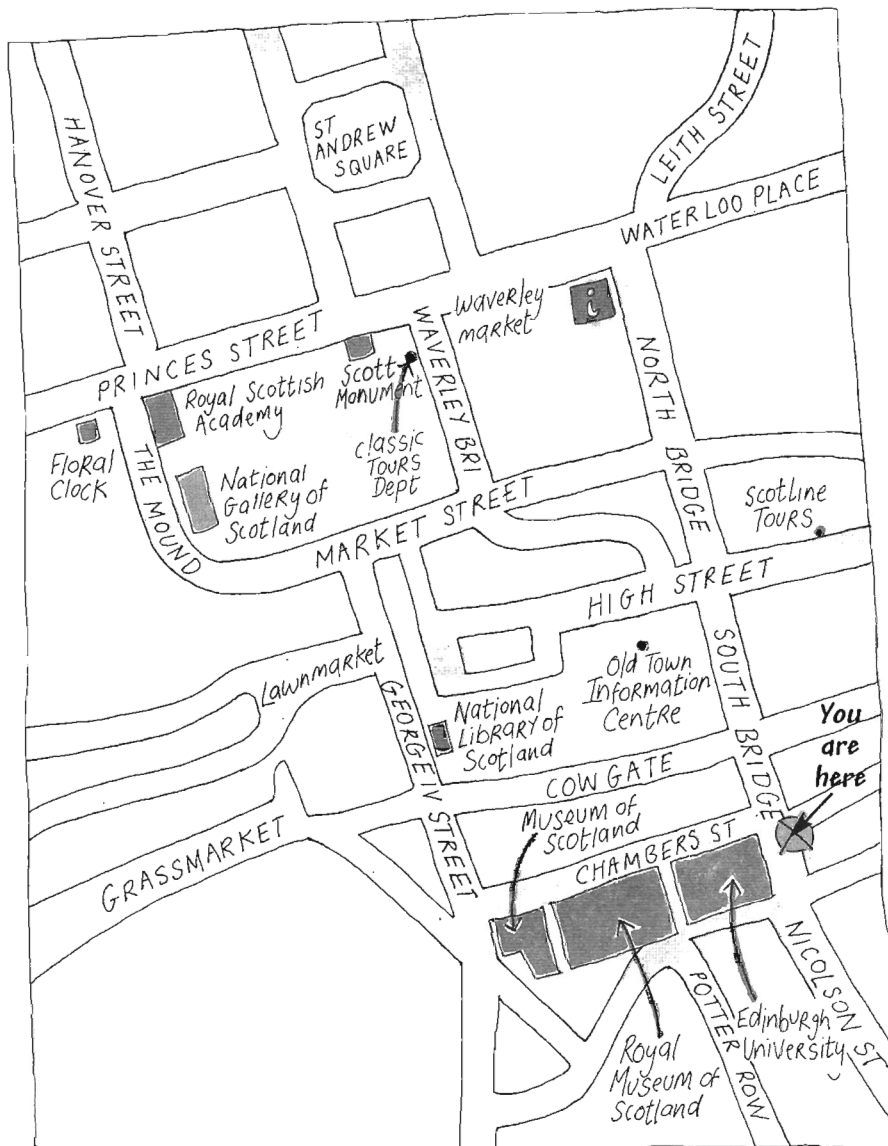 ST
ANDREW
SQUARE
HANOVER STREET
LEITH STREET
WATERLOO PLACE
Waverley
market
i
PRINCES STREET
WAVERLEY BRI
NORTH BRIDGE
Scott
Monument
Royal Scottish
Academy
Floral
Clock
THE MOUND
National
Gallery of
Scotland
Classic
Tours
Dept
MARKET STREET
Scotline
Tours
HIGH STREET
Lawnmarket
GEORGE IV STREET
Old Town
Information
Centre
SOUTH BRIDGE
National
Library of
Scotland
You
are
here
COWGATE
GRASSMARKET
Museum of
Scotland
CHAMBERS ST
NICOLSON ST
POTTER ROW
Edinburgh
University
Royal
Museum of
Scotland